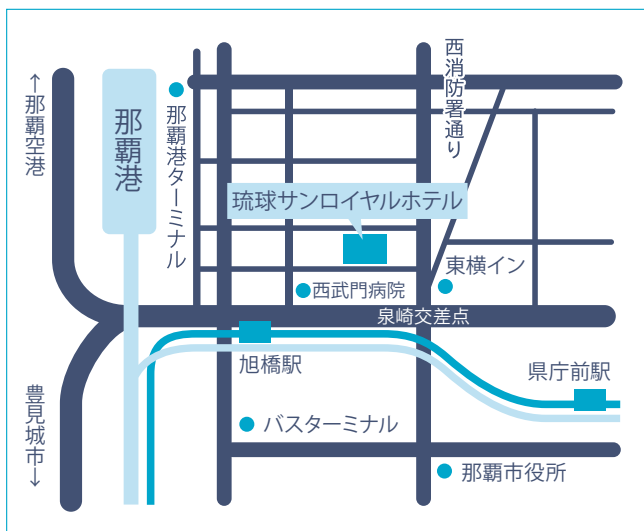 ←那覇空港
那覇港
那覇港ターミナル
西消防署通り
琉球サンロイヤルホテル
東横イン
西武門病院
泉崎交差点
旭橋駅
県庁前駅
豊見城市→
バスターミナル
那覇市役所